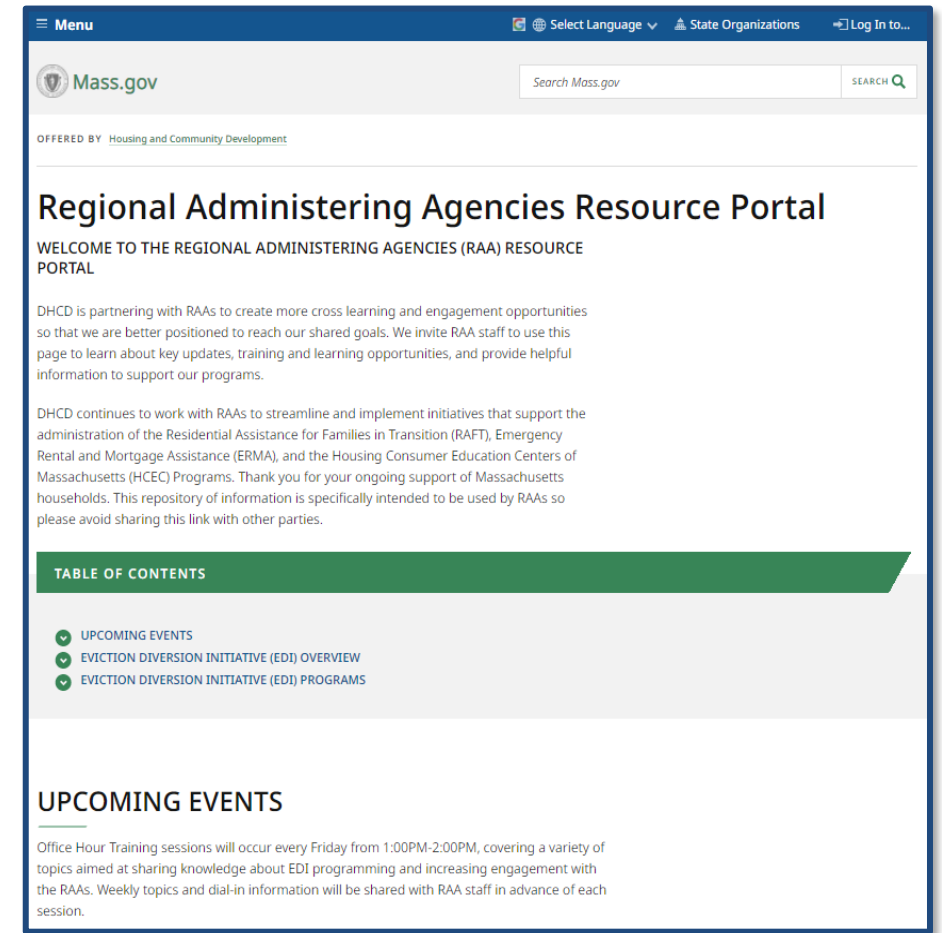 Menu
Select Language
State Organizations
Log In to...
Mass.gov
Search Mass.gov
SEARCH
OFFERED BY Housing and Community Development
Regional Administering Agencies Resource Portal
WELCOME TO THE REGIONAL ADMINISTERING AGENCIES (RAA) RESOURCE
PORTAL
DHCD is partnering with RAAs to create more cross learning and engagement opportunities
so that we are better positioned to reach our shared goals. We invite RAA staff to use this
page to learn about key updates, training and learning opportunities, and provide helpful
information to support our programs.
DHCD continues to work with RAAs to streamline and implement initiatives that support the
administration of the Residential Assistance for Families in Transition (RAFT), Emergency
Rental and Mortgage Assistance (ERMA), and the Housing Consumer Education Centers of
Massachusetts (HCEC) Programs. Thank you for your ongoing support of Massachusetts
households. This repository of information is specifically intended to be used by RAAs so
please avoid sharing this link with other parties.
TABLE OF CONTENTS
UPCOMING EVENTS
EVICTION DIVERSION INITIATIVE (EDI) OVERVIEW
EVICTION DIVERSION INITIATIVE (EDI) PROGRAMS
UPCOMING EVENTS
Office Hour Training sessions will occur every Friday from 1:00PM-2:00PM, covering a variety of
topics aimed at sharing knowledge about EDI programming and increasing engagement with
the RAAs. Weekly topics and dial-in information will be shared with RAA staff in advance of each
session.